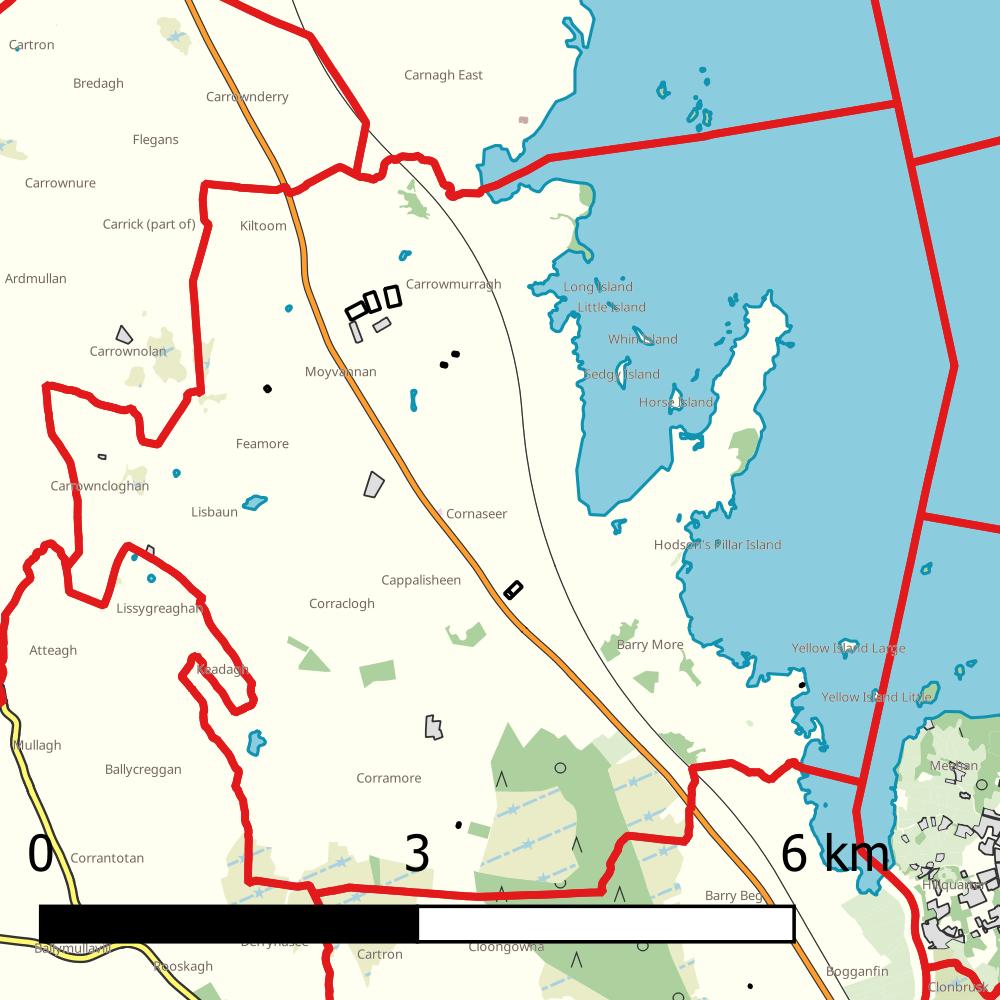 Cartron
Carnagh East
Bredagh
Carrownderry
Flegans
Carrownure
Carrick (part of)
Kiltoom
Ardmullan
Carrowmurragh
Long Island
Little Island
Whin Island
Carrownolan
Moyvannan
Sedgy Island
Horse Island
Feamore
Carrowncloghan
Lisbaun
Cornaseer
Hodson's Pillar Island
Cappalisheen
Corraclogh
Lissygreaghan
Atteagh
Barry More
Yellow Island Large
Keadagh
Yellow Island Little
Mullagh
Ballycreggan
Corramore
Meehan
0 3 6 km
Corrantotan
Hillquarter
Barry Beg
Derrynasee
Ballymullavill
Cloongowna
Cartron
Rooskagh
Bogganfin
Clonbrusk